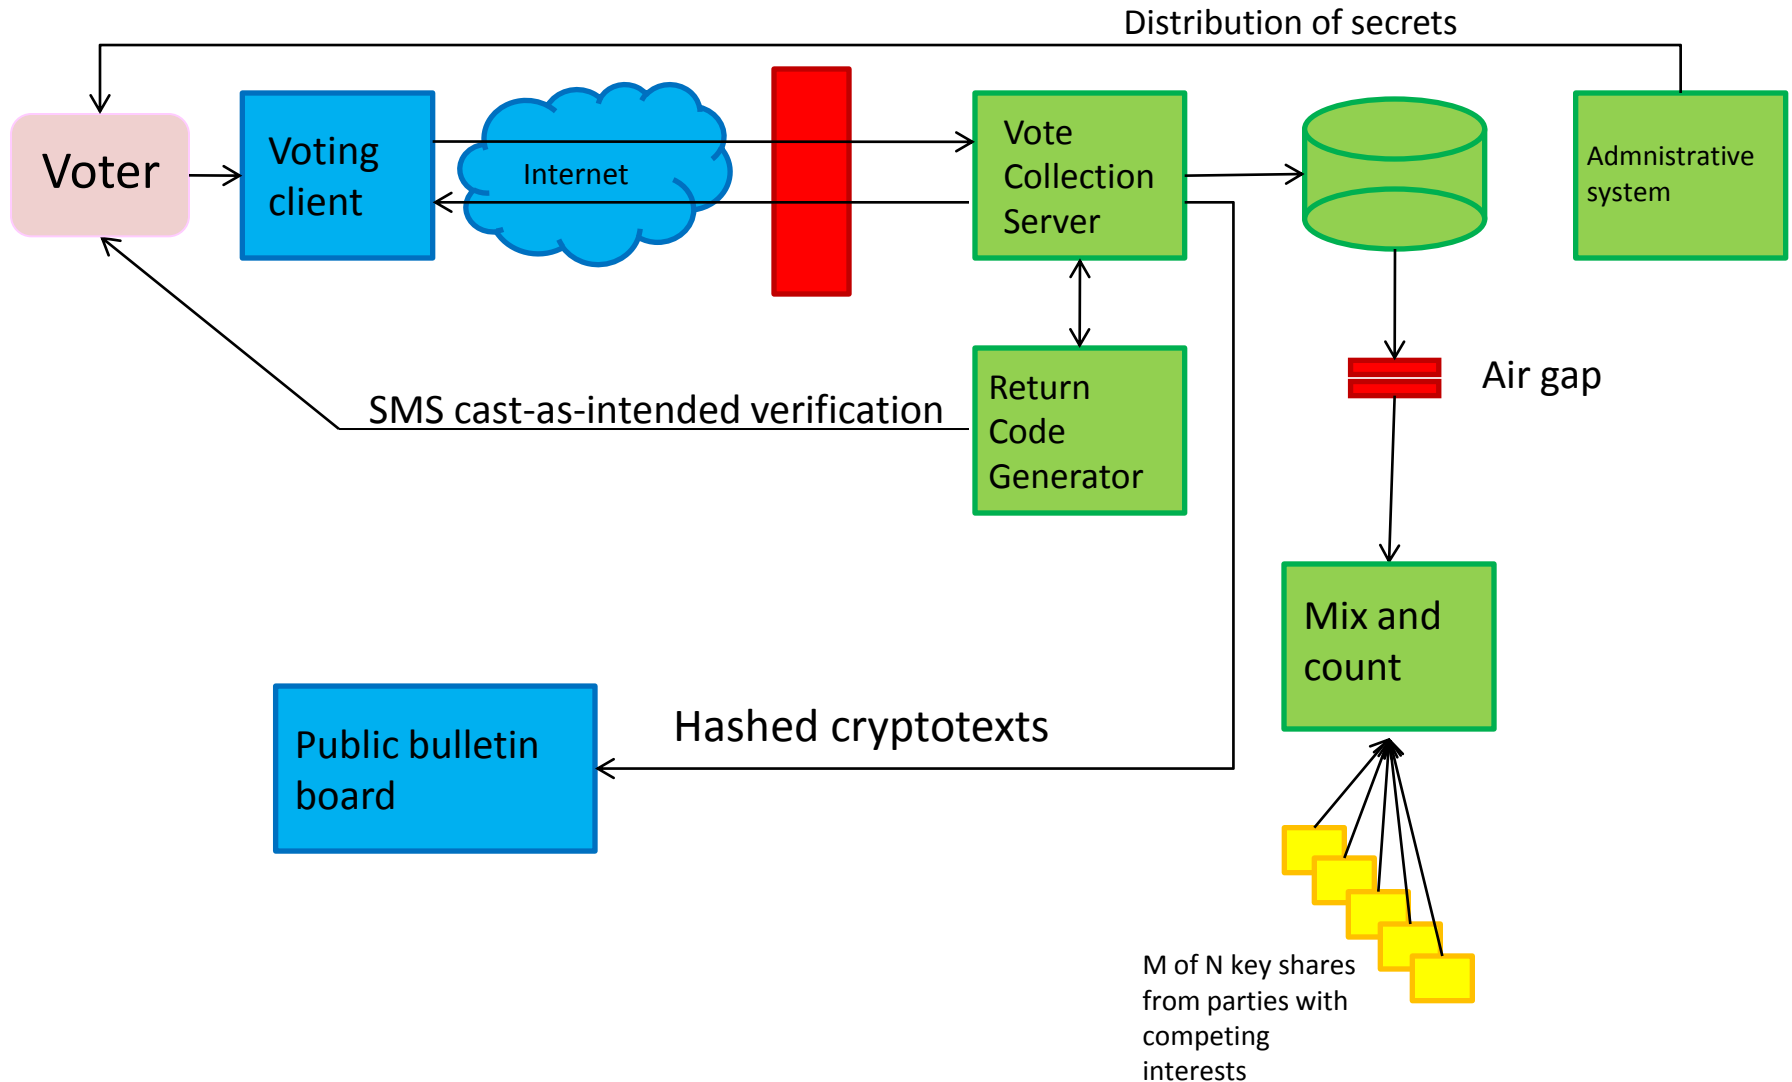 Distribution of secrets
Voter
Voting
client
Internet
Vote
Collection
Server
Admnistrative
system
Return
Code
Generator
SMS cast-as-intended verification
Air gap
Mix and
count
Hashed cryptotexts
Public bulletin
board
M of N key shares
from parties with
competing
interests